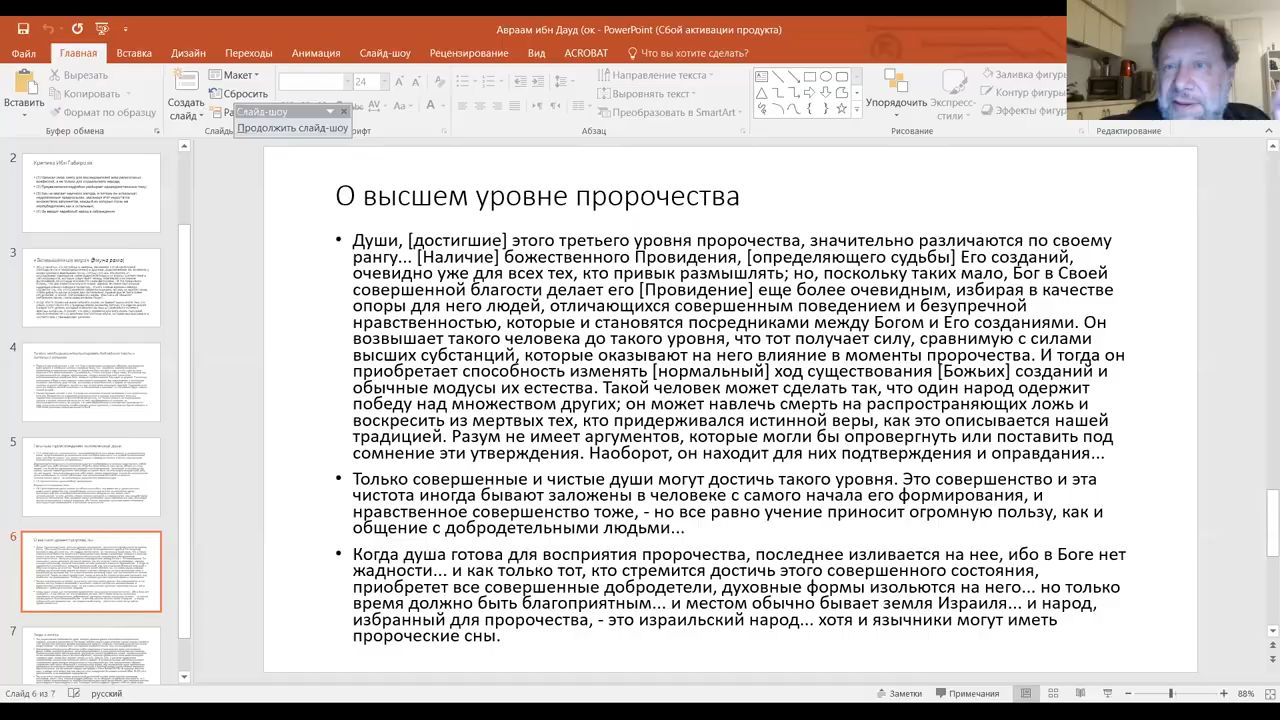 Авраам ибн Дауд (ок - PowerPoint (Сбой активации продукта)
Файл Главная Вставка Дизайн Переходы Анимация Слайд-шоу Рецензирование Вид ACROBAT Что вы хотите сделать?
Вставить
Вырезать
Копировать
Формат по образцу
Буфер обмена
Создать слайд
Макет
Сбросить
Слайд-шоу
Продолжить слайд-шоу
24
Абзац
Направление текста
Выровнять текст
Преобразовать в SmartArt
Упорядочить
Экспресс-стили
Заливка фигуры
Контур фигуры
Эффекты фигуры
Рисование
Редактирование
2
Критика Ибн Габироля
3
4
5
6
7
О высшем уровне пророчества
• Души, [достигшие] этого третьего уровня пророчества, значительно различаются по своему
рангу... [Наличие] божественного Провидения, [определяющего судьбы] Его созданий,
очевидно уже для всех тех, кто привык размышлять; но, поскольку таких мало, Бог в Своей
совершенной благости делает его [Провидение] еще более очевидным, избирая в качестве
опоры для него людей, отличающихся совершенным поведением и безупречной
нравственностью, которые и становятся посредниками между Богом и Его созданиями. Он
возвышает такого человека до такого уровня, что тот получает силу, сравнимую с силами
высших субстанций, которые оказывают на него влияние в моменты пророчества. И тогда он
приобретает способность изменять [нормальный] ход существования [Божьих] созданий и
обычные модусы их естества. Такой человек может сделать так, что один народ одержит
победу над множеством других; он может навлечь смерть на распространяющих ложь и
воскресить из мертвых тех, кто придерживался истинной веры, как это описывается нашей
традицией. Разум не имеет аргументов, которые могли бы опровергнуть или поставить под
сомнение эти утверждения. Наоборот, он находит для них подтверждения и оправдания...
• Только совершенные и чистые души могут достичь такого уровня. Это совершенство и эта
чистота иногда бывают заложены в человеке с самого начала его формирования, и
нравственное совершенство тоже, - но все равно учение приносит огромную пользу, как и
общение с добродетельными людьми...
• Когда душа готова для восприятия пророчества, последнее изливается на нее, ибо в Боге нет
жадности... и как только тот, кто стремится достичь этого совершенного состояния,
приобретет все совершенные добродетели, духовные формы изольются на него... но только
время должно быть благоприятным... и местом обычно бывает земля Израиля... и народ,
избранный для пророчества, - это израильский народ... хотя и язычники могут иметь
пророческие сны.
Слайд 6 из 7 русский Заметки Примечания 88%